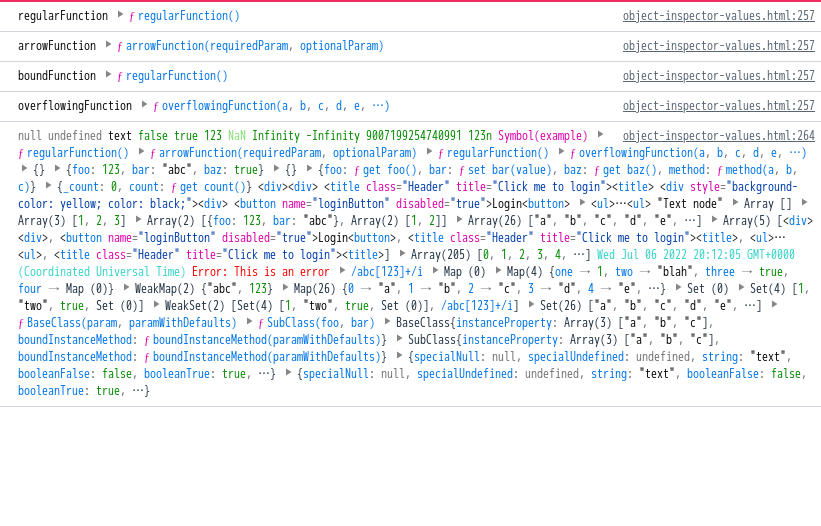 regularFunction ▶ ƒ regularFunction() object-inspector-values.html:257
arrowFunction ▶ ƒ arrowFunction(requiredParam, optionalParam) object-inspector-values.html:257
boundFunction ▶ ƒ regularFunction() object-inspector-values.html:257
overflowingFunction ▶ ƒ overflowingFunction(a, b, c, d, e, …) object-inspector-values.html:257
null undefined text false true 123 NaN Infinity -Infinity 9007199254740991 123n Symbol(example) ▶ object-inspector-values.html:264
ƒ regularFunction() ▶ ƒ arrowFunction(requiredParam, optionalParam) ▶ ƒ regularFunction() ▶ ƒ overflowingFunction(a, b, c, d, e, …)
▶ {} ▶ {foo: 123, bar: "abc", baz: true} ▶ {} ▶ {foo: ƒ get foo(), bar: ƒ set bar(value), baz: ƒ get baz(), method: ƒ method(a, b,
c)} ▶ {_count: 0, count: ƒ get count()} <div><div> <title class="Header" title="Click me to login"><title> <div style="background-
color: yellow; color: black;"><div> <button name="loginButton" disabled="true">Login<button> ▶ <ul>…<ul> "Text node" ▶ Array [] ▶
Array(3) [1, 2, 3] ▶ Array(2) [{foo: 123, bar: "abc"}, Array(2) [1, 2]] ▶ Array(26) ["a", "b", "c", "d", "e", …] ▶ Array(5) [<div>
<div>, <button name="loginButton" disabled="true">Login<button>, <title class="Header" title="Click me to login"><title>, <ul>…
<ul>, <title class="Header" title="Click me to login"><title>] ▶ Array(205) [0, 1, 2, 3, 4, …] Wed Jul 06 2022 20:12:05 GMT+0000
(Coordinated Universal Time) Error: This is an error ▶ /abc[123]+/i ▶ Map (0) ▶ Map(4) {one → 1, two → "blah", three → true,
four → Map (0)} ▶ WeakMap(2) {"abc", 123} ▶ Map(26) {0 → "a", 1 → "b", 2 → "c", 3 → "d", 4 → "e", …} ▶ Set (0) ▶ Set(4) [1,
"two", true, Set (0)] ▶ WeakSet(2) [Set(4) [1, "two", true, Set (0)], /abc[123]+/i] ▶ Set(26) ["a", "b", "c", "d", "e", …] ▶
ƒ BaseClass(param, paramWithDefaults) ▶ ƒ SubClass(foo, bar) ▶ BaseClass{instanceProperty: Array(3) ["a", "b", "c"],
boundInstanceMethod: ƒ boundInstanceMethod(paramWithDefaults)} ▶ SubClass{instanceProperty: Array(3) ["a", "b", "c"],
boundInstanceMethod: ƒ boundInstanceMethod(paramWithDefaults)} ▶ {specialNull: null, specialUndefined: undefined, string: "text",
booleanFalse: false, booleanTrue: true, …} ▶ {specialNull: null, specialUndefined: undefined, string: "text", booleanFalse: false,
booleanTrue: true, …}